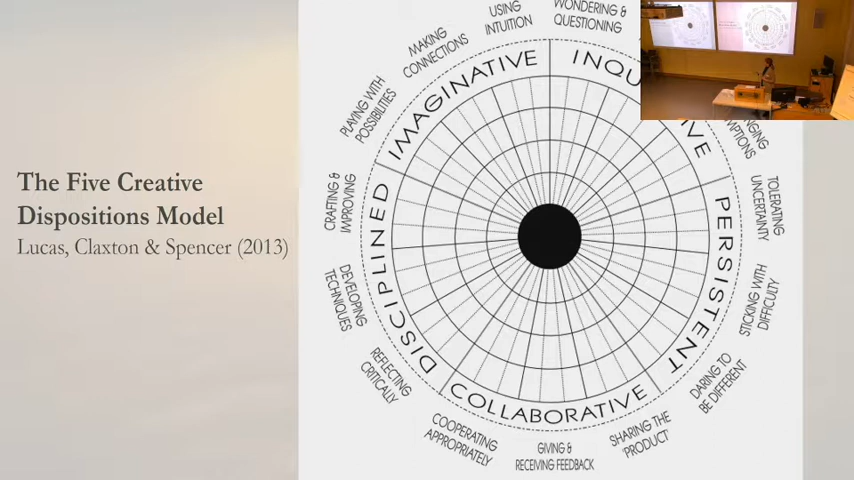 The Five Creative
Dispositions Model
Lucas, Claxton & Spencer (2013)
WONDERING &
QUESTIONING
USING
INTUITION
MAKING
CONNECTIONS
PLAYING WITH
POSSIBILITIES
IMAGINATIVE
CRAFTING &
IMPROVING
DISCIPLINED
DEVELOPING
TECHNIQUES
REFLECTING
CRITICALLY
COLLABORATIVE
COOPERATING
APPROPRIATELY
GIVING &
RECEIVING FEEDBACK
SHARING THE
'PRODUCT'
PERSISTENT
DARING TO
BE DIFFERENT
STICKING WITH
DIFFICULTY
TOLERATING
UNCERTAINTY